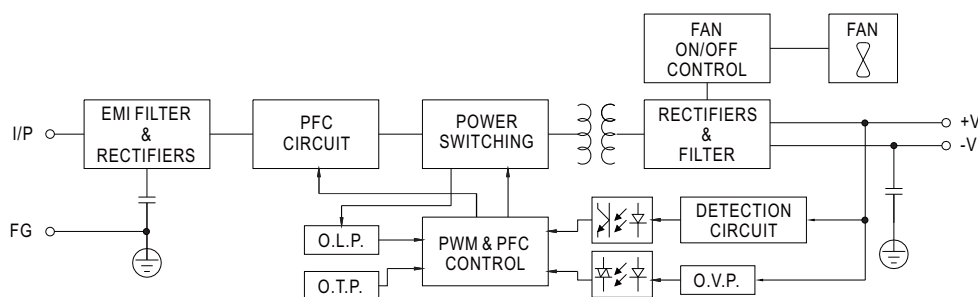 FAN
ON/OFF
CONTROL
FAN
I/P
EMI FILTER
&
RECTIFIERS
PFC
CIRCUIT
POWER
SWITCHING
RECTIFIERS
&
FILTER
+V
-V
FG
O.L.P.
O.T.P.
PWM & PFC
CONTROL
DETECTION
CIRCUIT
O.V.P.